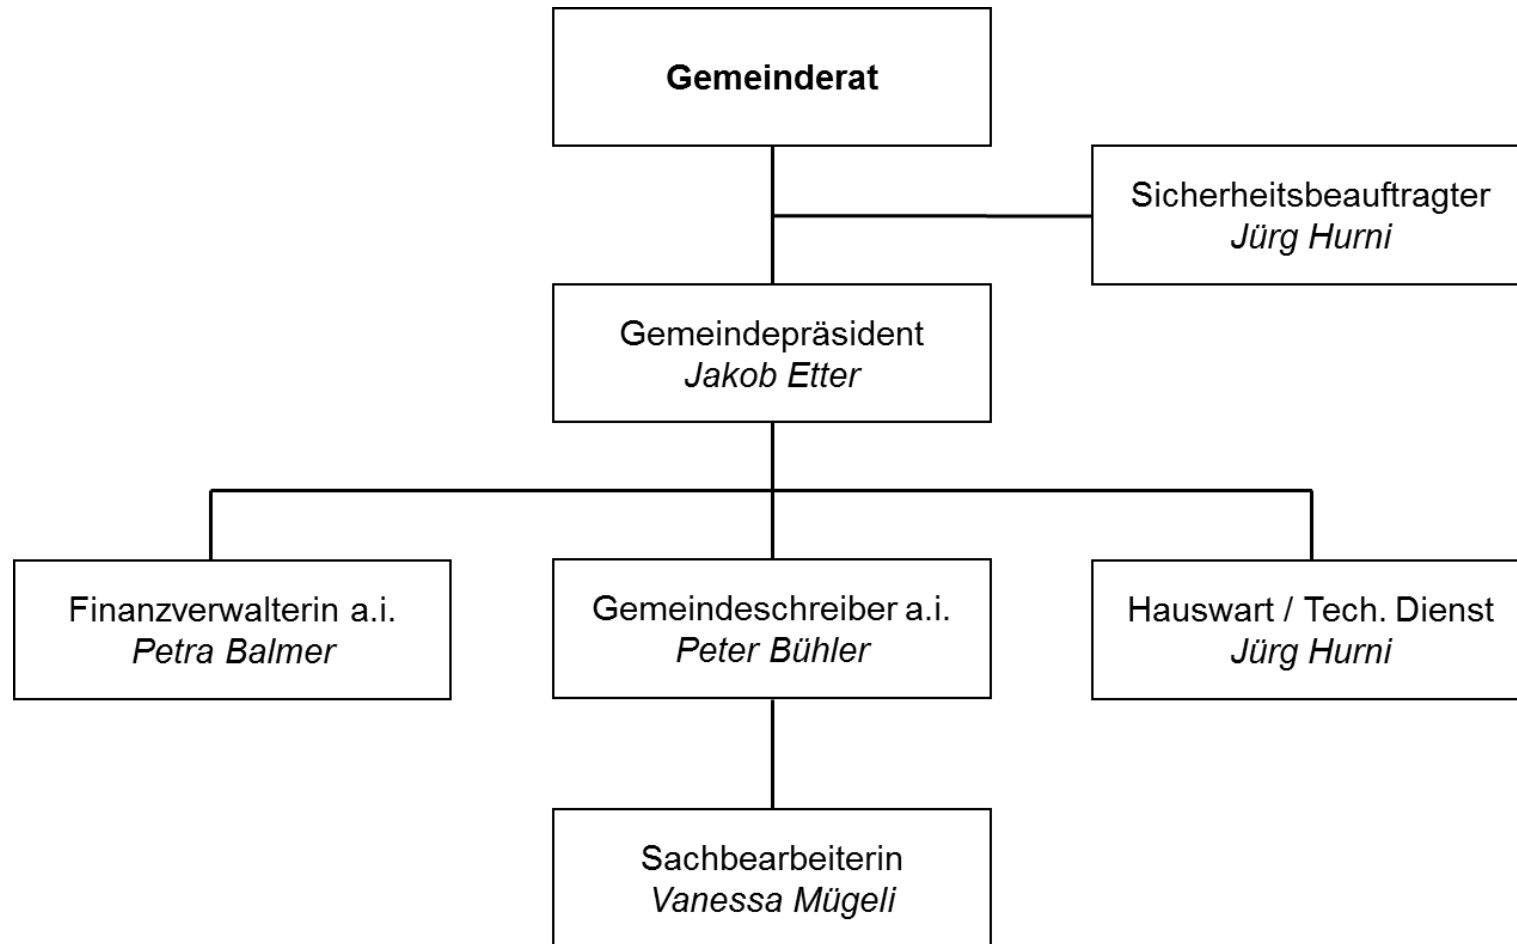 Gemeinderat
Sicherheitsbeauftragter
Jürg Hurni
Gemeindepräsident
Jakob Etter
Finanzverwalterin a.i.
Petra Balmer
Gemeindeschreiber a.i.
Peter Bühler
Hauswart / Tech. Dienst
Jürg Hurni
Sachbearbeiterin
Vanessa Mügeli